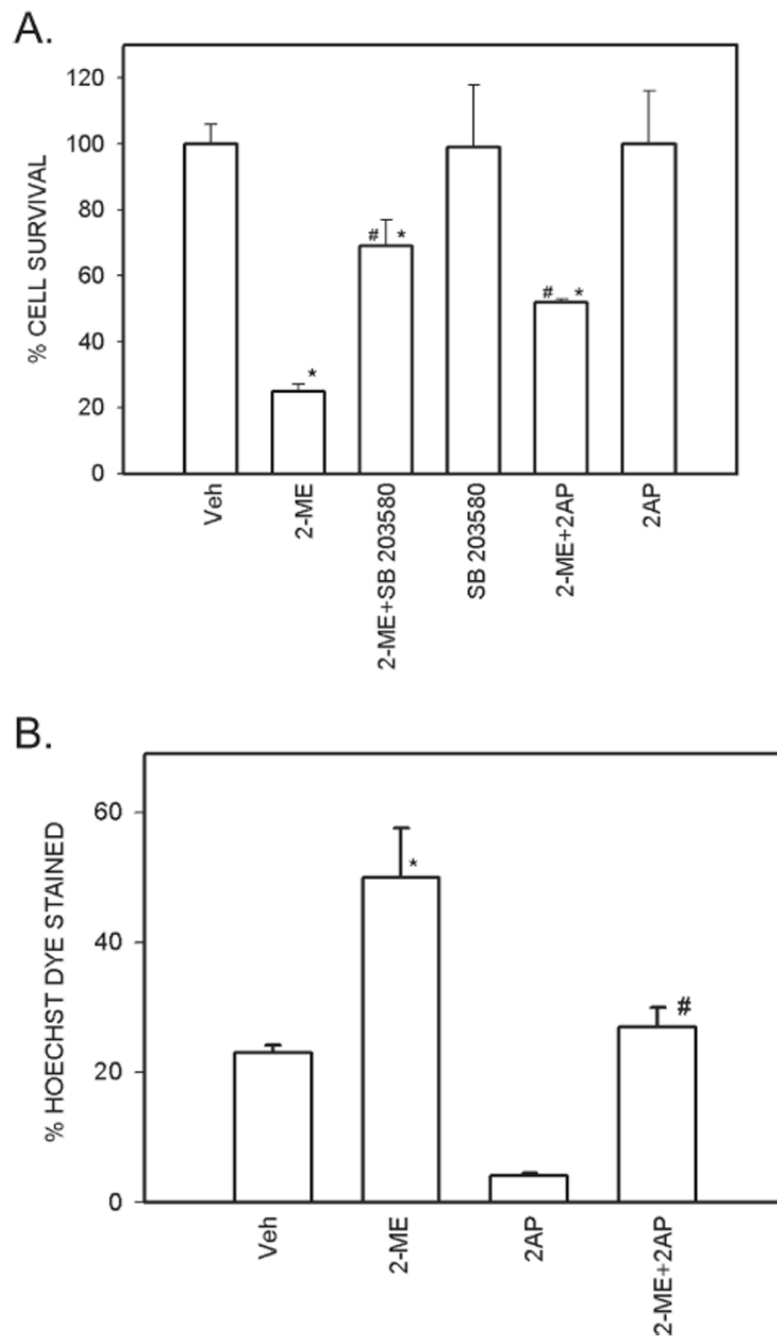 A.
% CELL SURVIVAL
120
100
80
60
40
20
0
# *
# *
*
Veh
2-ME
2-ME+SB 203580
SB 203580
2-ME+2AP
2AP
B.
% HOECHST DYE STAINED
60
40
20
0
*
#
Veh
2-ME
2AP
2-ME+2AP